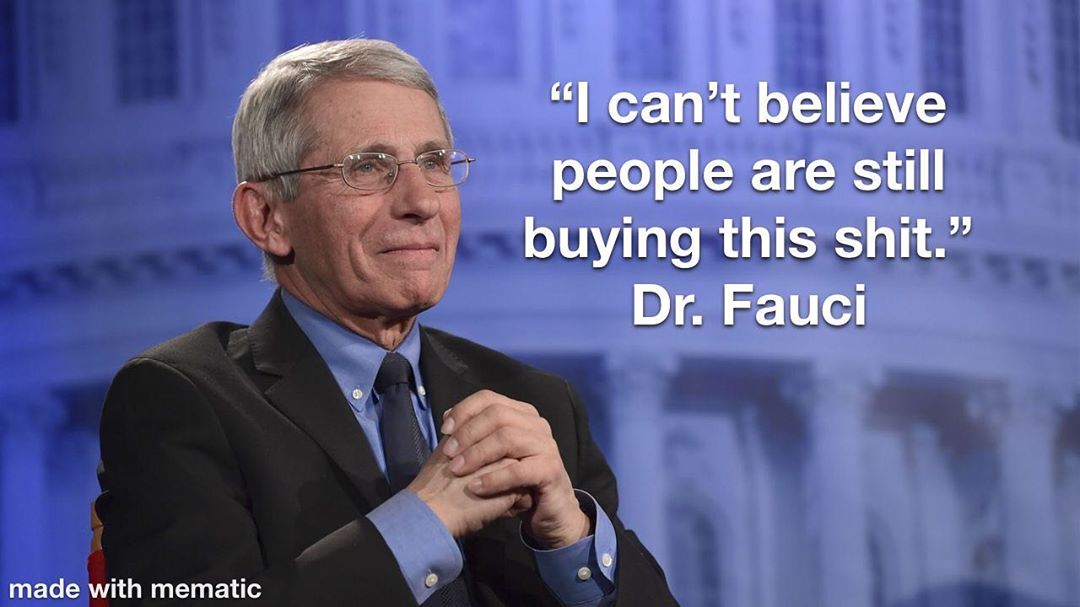 “I can’t believe
people are still
buying this shit.”
Dr. Fauci
made with mematic